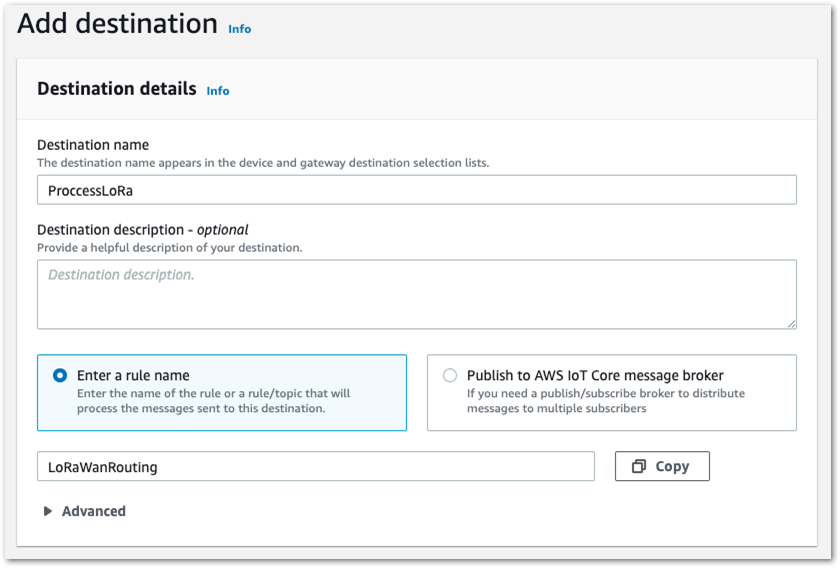 Add destination Info
Destination details Info
Destination name
The destination name appears in the device and gateway destination selection lists.
ProccessLoRa
Destination description - optional
Provide a helpful description of your destination.
Destination description.
Enter a rule name
Enter the name of the rule or a rule/topic that will
process the messages sent to this destination.
Publish to AWS IoT Core message broker
If you need a publish/subscribe broker to distribute
messages to multiple subscribers
LoRaWanRouting
Copy
Advanced